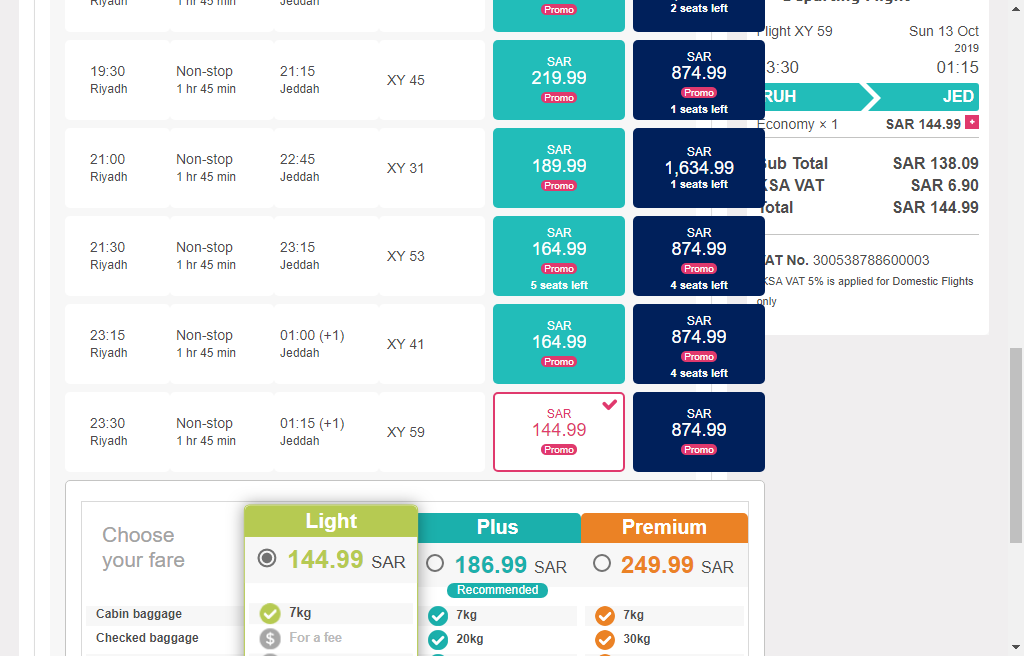 Riyadh 1 hr 45 min Jeddah
Promo
2 seats left
19:30 Non-stop 21:15
Riyadh 1 hr 45 min Jeddah
XY 45
SAR
219.99
Promo
SAR
874.99
Promo
1 seats left
21:00 Non-stop 22:45
Riyadh 1 hr 45 min Jeddah
XY 31
SAR
189.99
Promo
SAR
1,634.99
1 seats left
21:30 Non-stop 23:15
Riyadh 1 hr 45 min Jeddah
XY 53
SAR
164.99
Promo
5 seats left
SAR
874.99
Promo
4 seats left
23:15 Non-stop 01:00 (+1)
Riyadh 1 hr 45 min Jeddah
XY 41
SAR
164.99
Promo
SAR
874.99
Promo
4 seats left
23:30 Non-stop 01:15 (+1)
Riyadh 1 hr 45 min Jeddah
XY 59
SAR
144.99
Promo
SAR
874.99
Promo
Departing Flight
Flight XY 59 Sun 13 Oct
2019
3:30 01:15
RUH JED
Economy × 1 SAR 144.99 +
Sub Total SAR 138.09
KSA VAT SAR 6.90
Total SAR 144.99
VAT No. 300538788600003
KSA VAT 5% is applied for Domestic Flights
only
Choose
your fare
Light Plus Premium
144.99 SAR 186.99 SAR 249.99 SAR
Recommended
Cabin baggage 7kg 7kg 7kg
Checked baggage $ For a fee 20kg 30kg